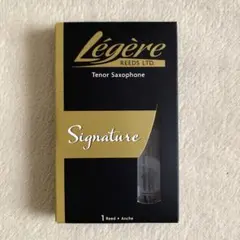 Légère
REEDS LTD.
Tenor Saxophone
Signature
1 Reed • Anche